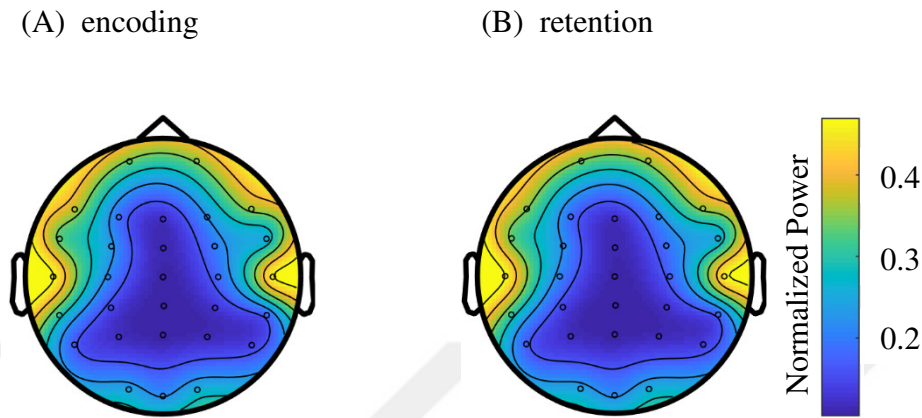 (A) encoding
(B) retention
Normalized Power
0.4
0.3
0.2